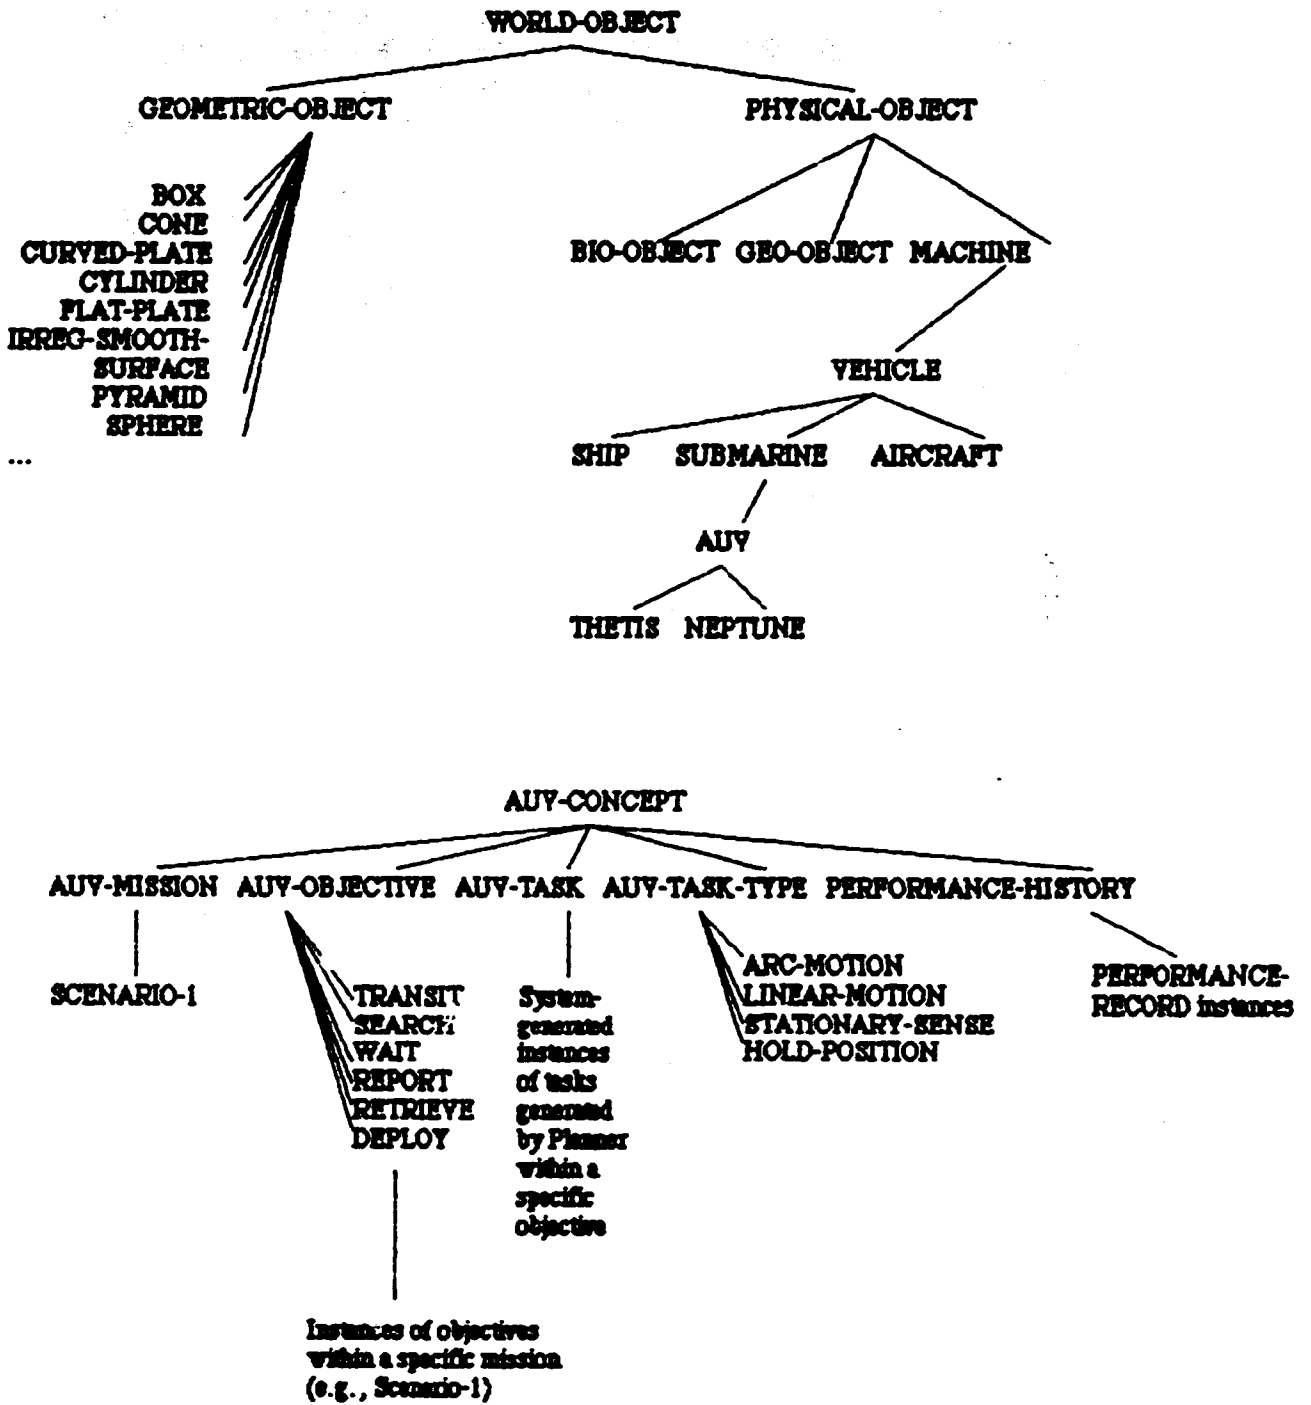 WORLD-OBJECT
GEOMETRIC-OBJECT
PHYSICAL-OBJECT
BOX
CONE
CURVED-PLATE
CYLINDER
FLAT-PLATE
IRREG-SMOOTH-
SURFACE
PYRAMID
SPHERE
...
BIO-OBJECT GEO-OBJECT MACHINE
VEHICLE
SHIP SUBMARINE AIRCRAFT
AUV
THETIS NEPTUNE
AUV-CONCEPT
AUV-MISSION AUV-OBJECTIVE AUV-TASK AUV-TASK-TYPE PERFORMANCE-HISTORY
SCENARIO-1
TRANSIT
SEARCH
WAIT
REPORT
RETRIEVE
DEPLOY
Instances of objectives
within a specific mission
(e.g., Scenario-1)
System-
generated
instances
of tasks
generated
by Planner
within a
specific
objective
ARC-MOTION
LINEAR-MOTION
STATIONARY-SENSE
HOLD-POSITION
PERFORMANCE-
RECORD instances